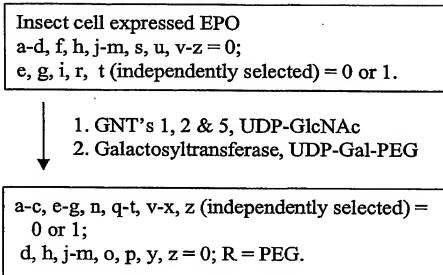 Insect cell expressed EPO
a-d, f, h, j-m, s, u, v-z = 0;
e, g, i, r, t (independently selected) = 0 or 1.
1. GNT's 1, 2 & 5, UDP-GlcNAc
2. Galactosyltransferase, UDP-Gal-PEG
a-c, e-g, n, q-t, v-x, z (independently selected) =
0 or 1;
d, h, j-m, o, p, y, z = 0; R = PEG.